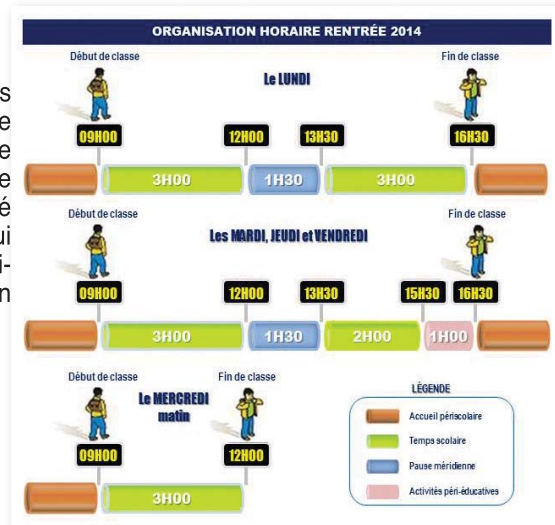 ORGANISATION HORAIRE RENTRÉE 2014
Début de classe Fin de classe
Le LUNDI
09H00 12H00 13H30 16H30
3H00 1H30 3H00
Début de classe Fin de classe
Les MARDI, JEUDI et VENDREDI
09H00 12H00 13H30 15H30 16H30
3H00 1H30 2H00 1H00
Début de classe Fin de classe
Le MERCREDI
matin
09H00 12H00
3H00
LÉGENDE
Accueil périscolaire
Temps scolaire
Pause méridienne
Activités péri-éducatives